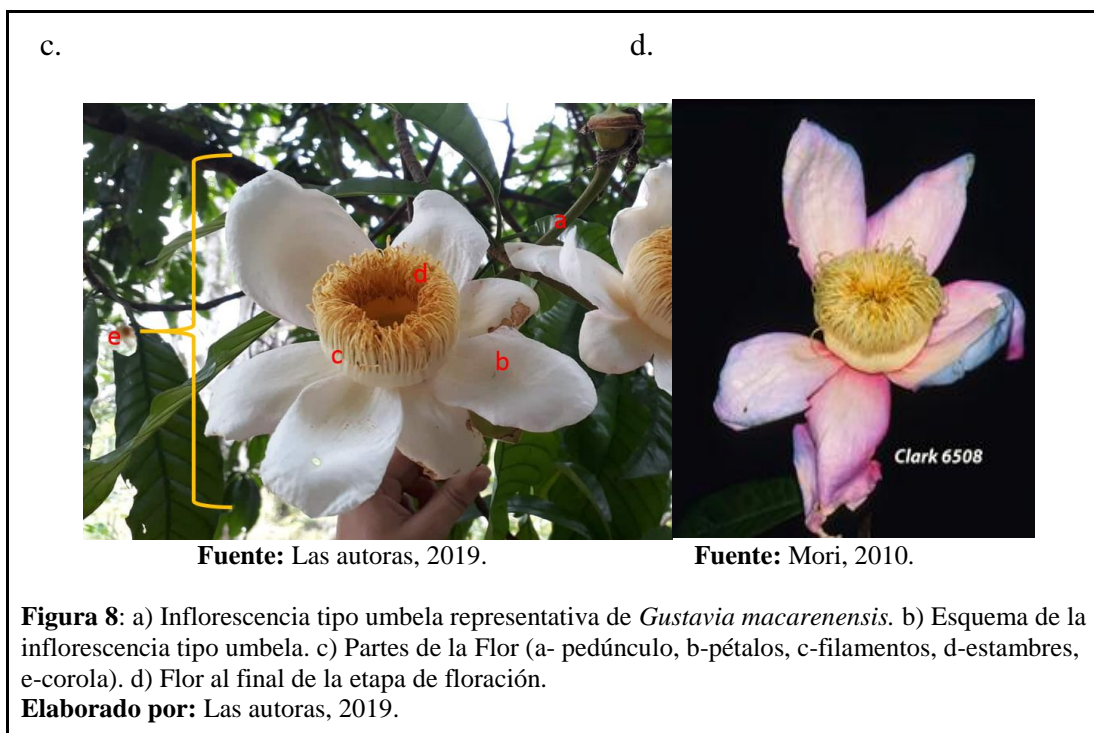 c.
d.
a
d
e
c
b
Clark 6508
Fuente: Las autoras, 2019.
Fuente: Mori, 2010.
Figura 8: a) Inflorescencia tipo umbela representativa de Gustavia macarenensis. b) Esquema de la
inflorescencia tipo umbela. c) Partes de la Flor (a- pedúnculo, b-pétalos, c-filamentos, d-estambres,
e-corola). d) Flor al final de la etapa de floración.
Elaborado por: Las autoras, 2019.